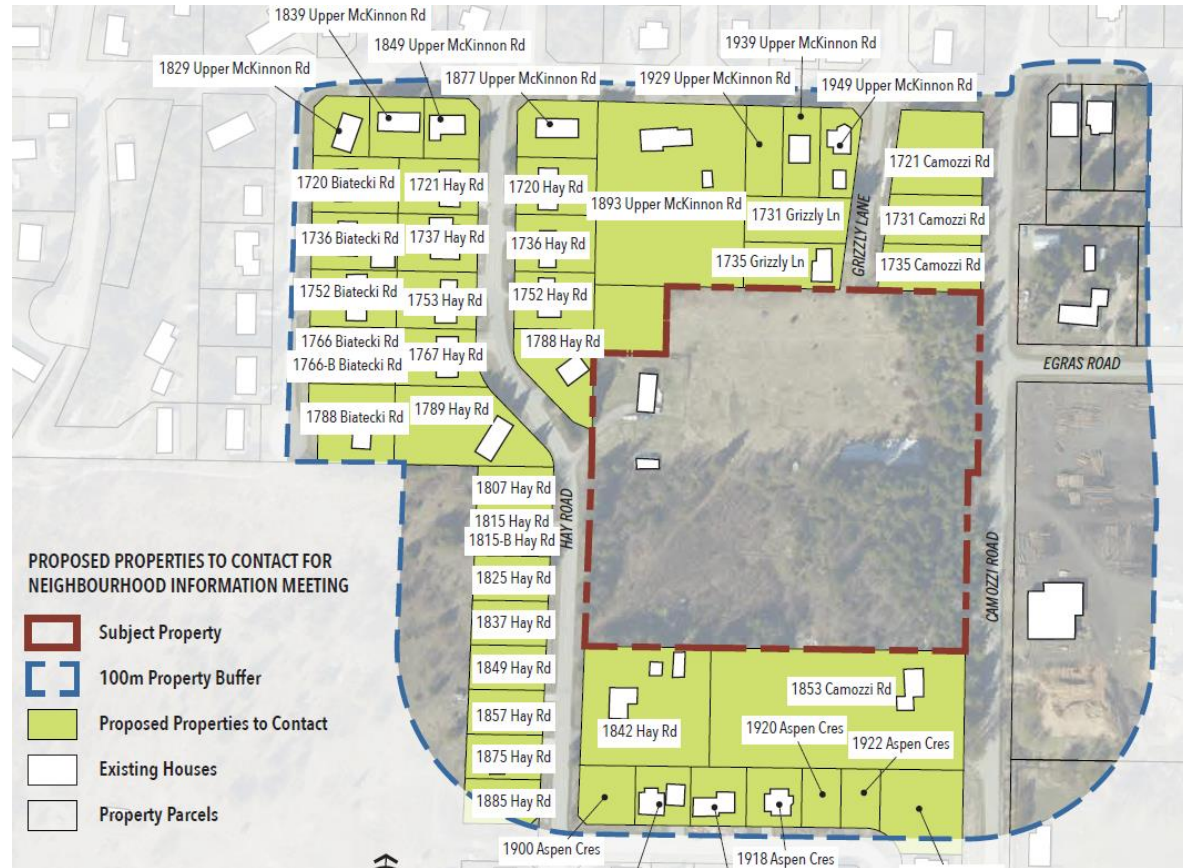 1839 Upper McKinnon Rd
1849 Upper McKinnon Rd
1829 Upper McKinnon Rd
1877 Upper McKinnon Rd
1929 Upper McKinnon Rd
1939 Upper McKinnon Rd
1949 Upper McKinnon Rd
1720 Biatecki Rd
1721 Hay Rd
1720 Hay Rd
1893 Upper McKinnon Rd
1731 Grizzly Ln
GRIZZLY LANE
1721 Camozzi Rd
1731 Camozzi Rd
1736 Biatecki Rd
1737 Hay Rd
1736 Hay Rd
1735 Grizzly Ln
1735 Camozzi Rd
1752 Biatecki Rd
1753 Hay Rd
1752 Hay Rd
1766 Biatecki Rd
1766-B Biatecki Rd
1767 Hay Rd
1788 Hay Rd
EGRAS ROAD
1788 Biatecki Rd
1789 Hay Rd
1807 Hay Rd
1815 Hay Rd
1815-B Hay Rd
HAY ROAD
CAMOZZI ROAD
1825 Hay Rd
1837 Hay Rd
1849 Hay Rd
1857 Hay Rd
1875 Hay Rd
1885 Hay Rd
1853 Camozzi Rd
1842 Hay Rd
1920 Aspen Cres
1922 Aspen Cres
1900 Aspen Cres
1918 Aspen Cres
PROPOSED PROPERTIES TO CONTACT FOR
NEIGHBOURHOOD INFORMATION MEETING
Subject Property
100m Property Buffer
Proposed Properties to Contact
Existing Houses
Property Parcels